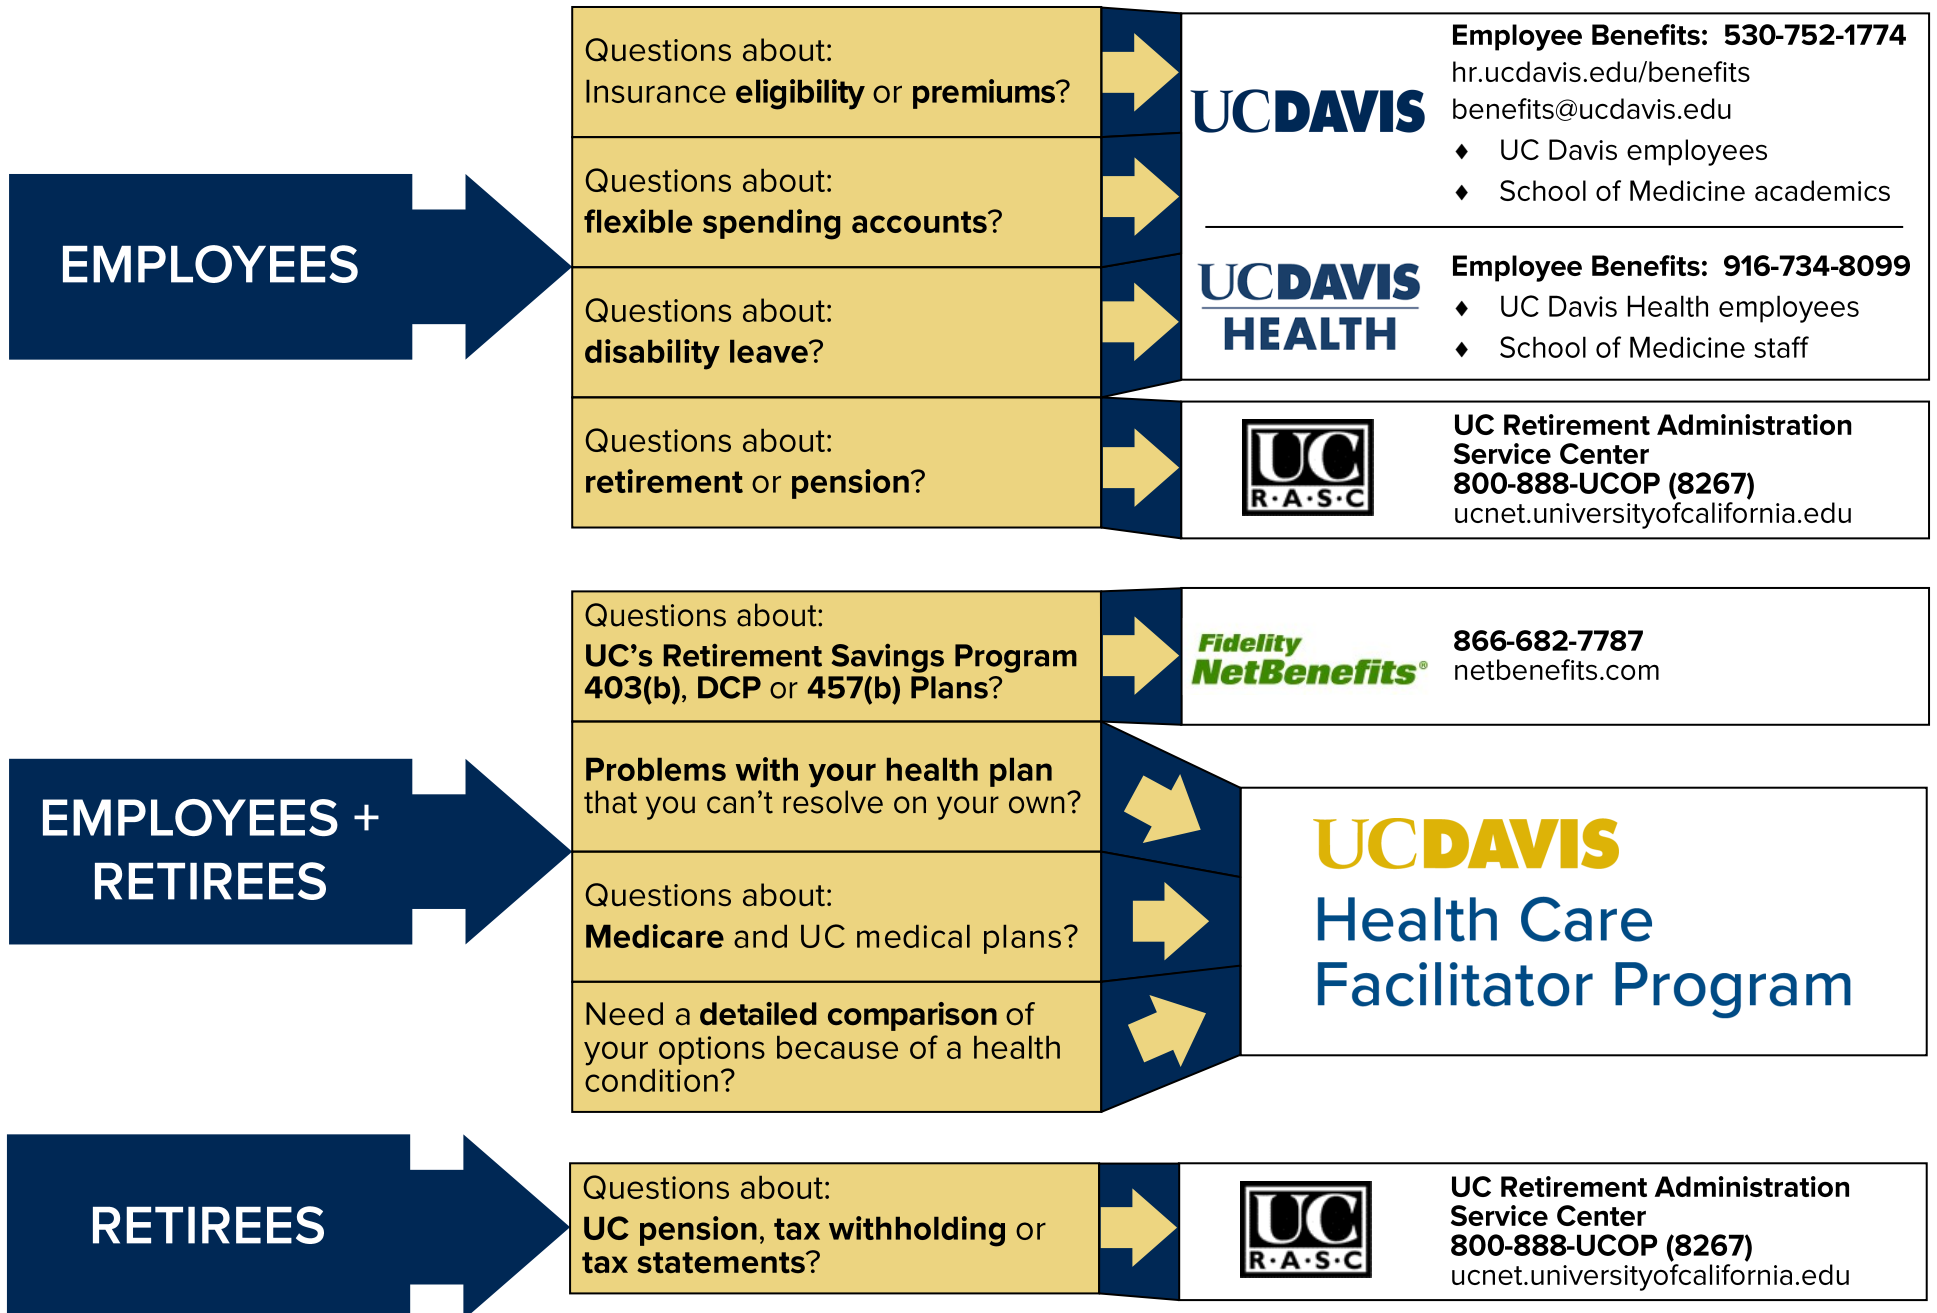 EMPLOYEES
Questions about:
Insurance eligibility or premiums?
Questions about:
flexible spending accounts?
Questions about:
disability leave?
Questions about:
retirement or pension?
UCDAVIS
Employee Benefits: 530-752-1774
hr.ucdavis.edu/benefits
benefits@ucdavis.edu
♦ UC Davis employees
♦ School of Medicine academics
UCDAVIS
HEALTH
Employee Benefits: 916-734-8099
♦ UC Davis Health employees
♦ School of Medicine staff
UC
R·A·S·C
UC Retirement Administration
Service Center
800-888-UCOP (8267)
ucnet.universityofcalifornia.edu
EMPLOYEES +
RETIREES
Questions about:
UC’s Retirement Savings Program
403(b), DCP or 457(b) Plans?
Fidelity
NetBenefits®
866-682-7787
netbenefits.com
Problems with your health plan
that you can’t resolve on your own?
Questions about:
Medicare and UC medical plans?
Need a detailed comparison of
your options because of a health
condition?
UCDAVIS
Health Care
Facilitator Program
RETIREES
Questions about:
UC pension, tax withholding or
tax statements?
UC
R·A·S·C
UC Retirement Administration
Service Center
800-888-UCOP (8267)
ucnet.universityofcalifornia.edu